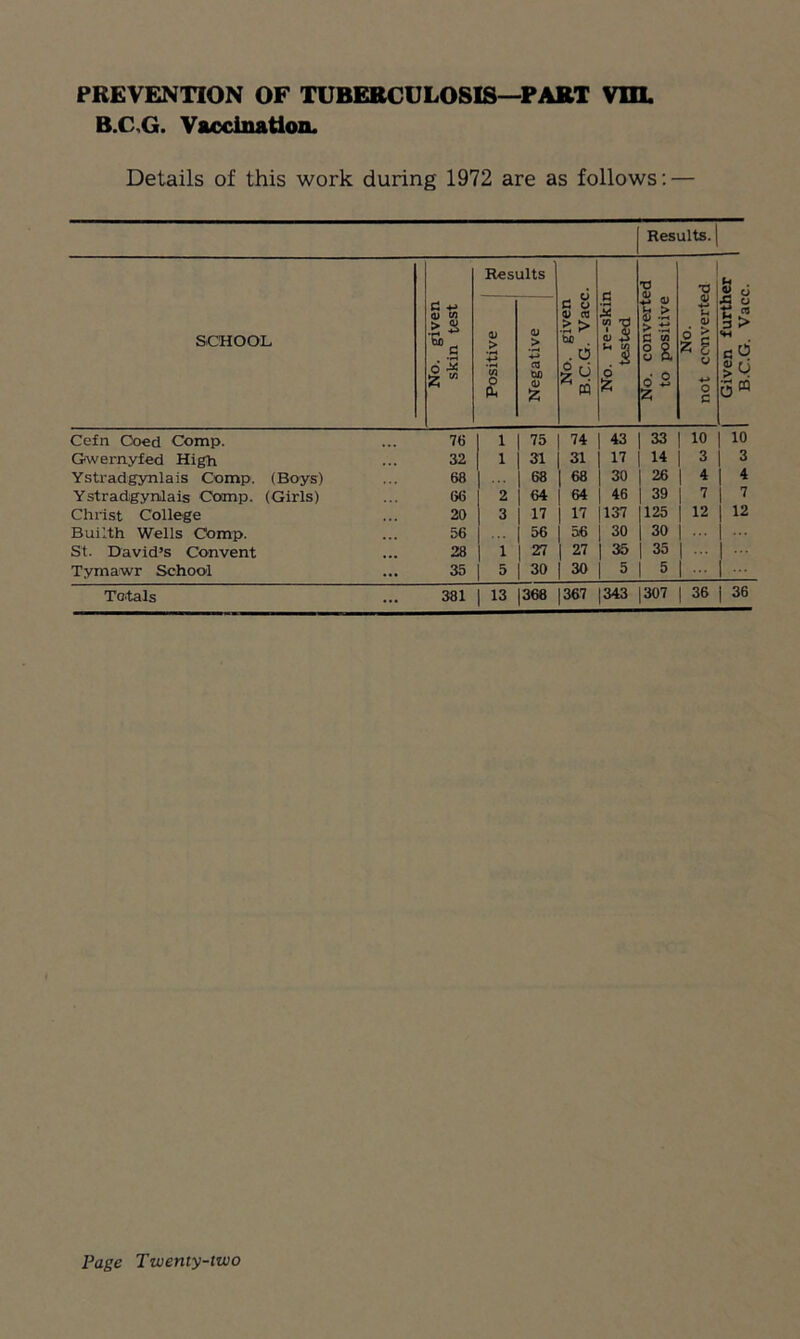 PREVENTION OF TUBERCULOSIS—PART VIII.
B.C.G. Vaccination.
Details of this work during 1972 are as follows: —
Results.
SCHOOL | No. given skin test | Results Positive | Negative | No. given B.C.G. Vacc. | No. re-skin tested | No. converted to positive | No. not converted | Given further B.C.G. Vacc.
Cefn Coed Comp. ... 76 | 1 | 75 | 74 | 43 | 33 | 10 | 10
Gwernyfed High ... 32 | 1 | 31 | 31 | 17 | 14 | 3 | 3
Ystradgynlais Comp. (Boys) ... 68 | ... | 68 | 68 | 30 | 26 | 4 | 4
Ystradgynlais Comp. (Girls) ... 66 | 2 | 64 | 64 | 46 | 39 | 7 | 7
Christ College ... 20 | 3 | 17 | 17 | 137 | 125 | 12 | 12
Builth Wells Comp. ... 56 | ... | 56 | 56 | 30 | 30 | ... | ...
St. David's Convent ... 28 | 1 | 27 | 27 | 35 | 35 | ... | ...
Tymawr School ... 35 | 5 | 30 | 30 | 5 | 5 | ... | ...
Totals ... 381 | 13 | 368 | 367 | 343 | 307 | 36 | 36
Page Twenty-two